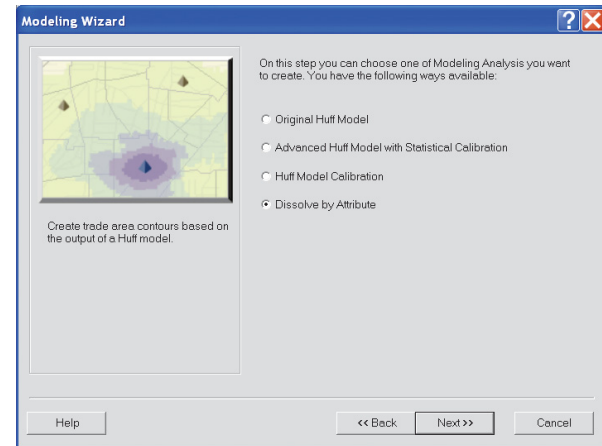 Modeling Wizard
On this step you can choose one of Modeling Analysis you want
to create. You have the following ways available:
Original Huff Model
Advanced Huff Model with Statistical Calibration
Huff Model Calibration
Dissolve by Attribute
Create trade area contours based on
the output of a Huff model.
Help
<< Back
Next >>
Cancel